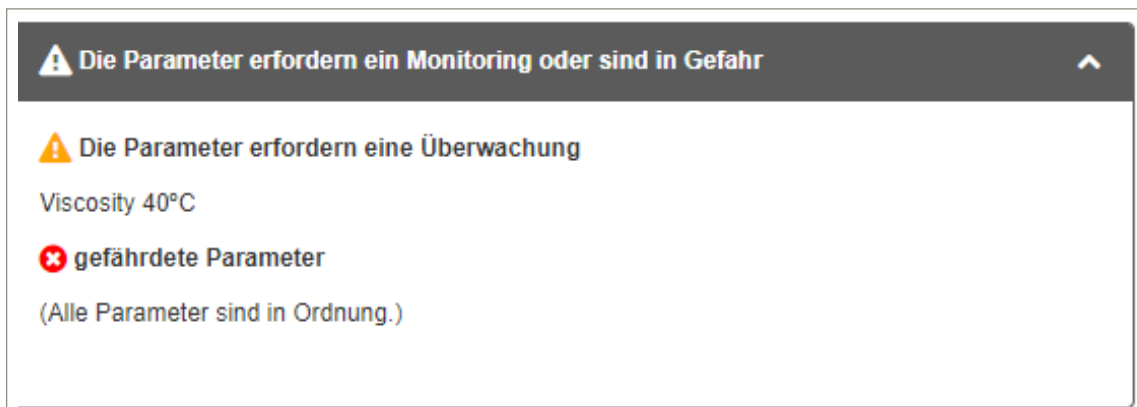 Die Parameter erfordern ein Monitoring oder sind in Gefahr
Die Parameter erfordern eine Überwachung
Viscosity 40ºC
gefährdete Parameter
(Alle Parameter sind in Ordnung.)